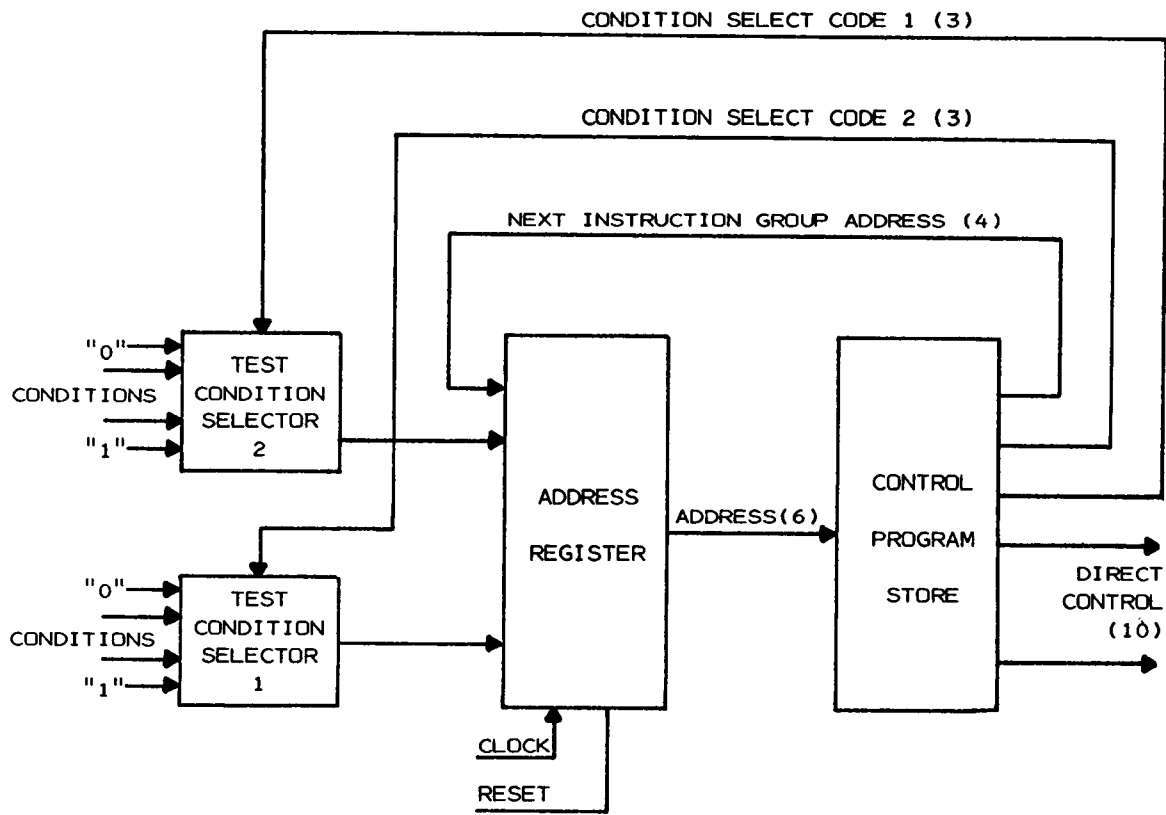 CONDITION SELECT CODE 1 (3)
CONDITION SELECT CODE 2 (3)
NEXT INSTRUCTION GROUP ADDRESS (4)
"0"
CONDITIONS
"1"
TEST
CONDITION
SELECTOR
2
"0"
CONDITIONS
"1"
TEST
CONDITION
SELECTOR
1
ADDRESS
REGISTER
ADDRESS(6)
CONTROL
PROGRAM
STORE
DIRECT
CONTROL
(10)
CLOCK
RESET